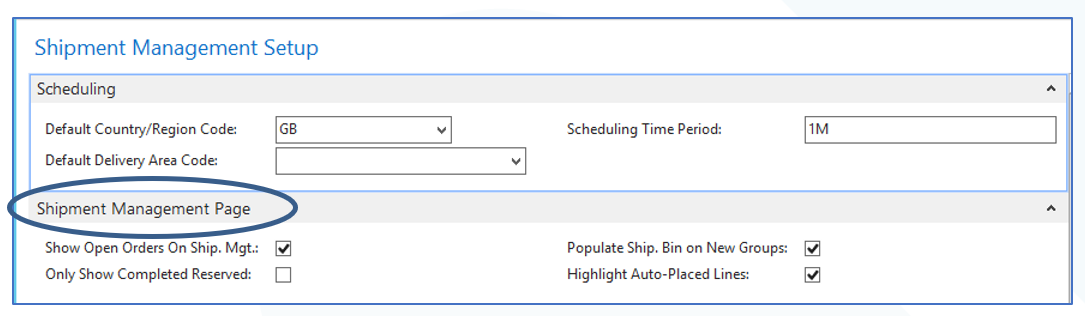 Shipment Management Setup
Scheduling
Default Country/Region Code: GB Scheduling Time Period: 1M
Default Delivery Area Code:
Shipment Management Page
Show Open Orders On Ship. Mgt.: Populate Ship. Bin on New Groups:
Only Show Completed Reserved: Highlight Auto-Placed Lines: